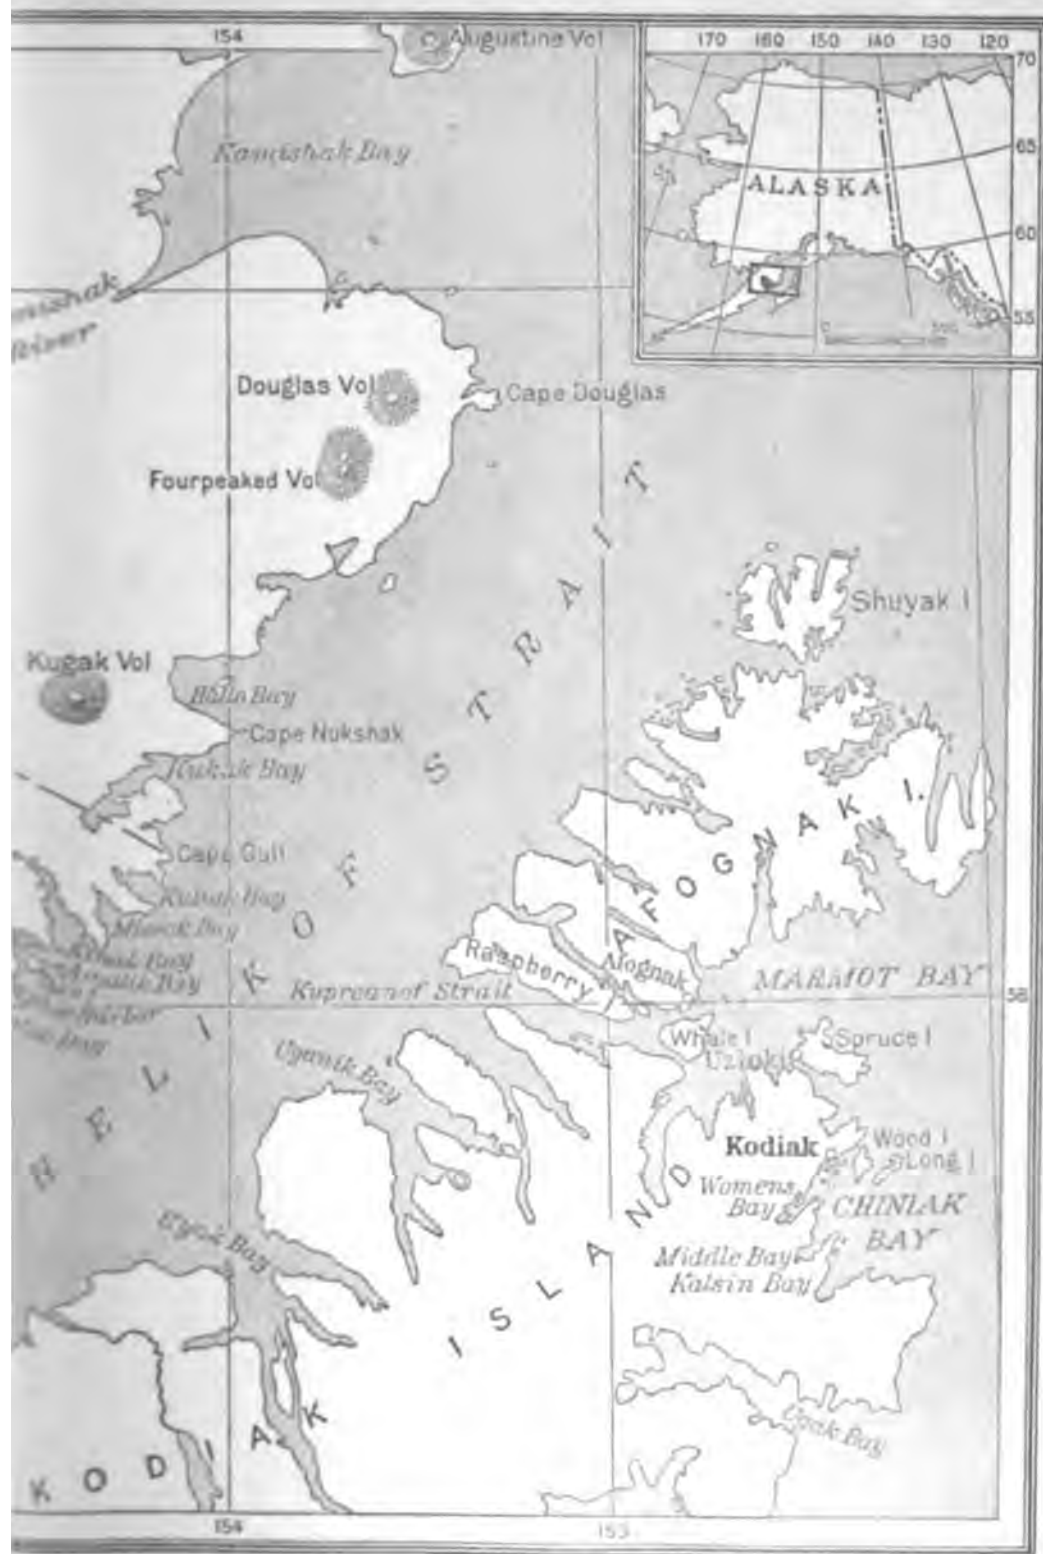 154
Augustine Vol
170 160 150 140 130 120
70
65
ALASKA
60
55
Kamishak Bay
River
Douglas Vol
Cape Douglas
Fourpeaked Vol
STRAIT
Shuyak I
Kugak Vol
Cape Nukshak
Kukak Bay
Cape Gull
AFOGNAK I.
Raspberry
Afognak
MARMOT BAY
Kupreanof Strait
58
Whale I
Spruce I
Uzinki
Uganik Bay
HELIKOF
Kodiak
Wood I
Long I
Womens
Bay
CHINIAK
BAY
Middle Bay
Kalsin Bay
Uyak Bay
KODIAK ISLAND
Ugak Bay
154
153